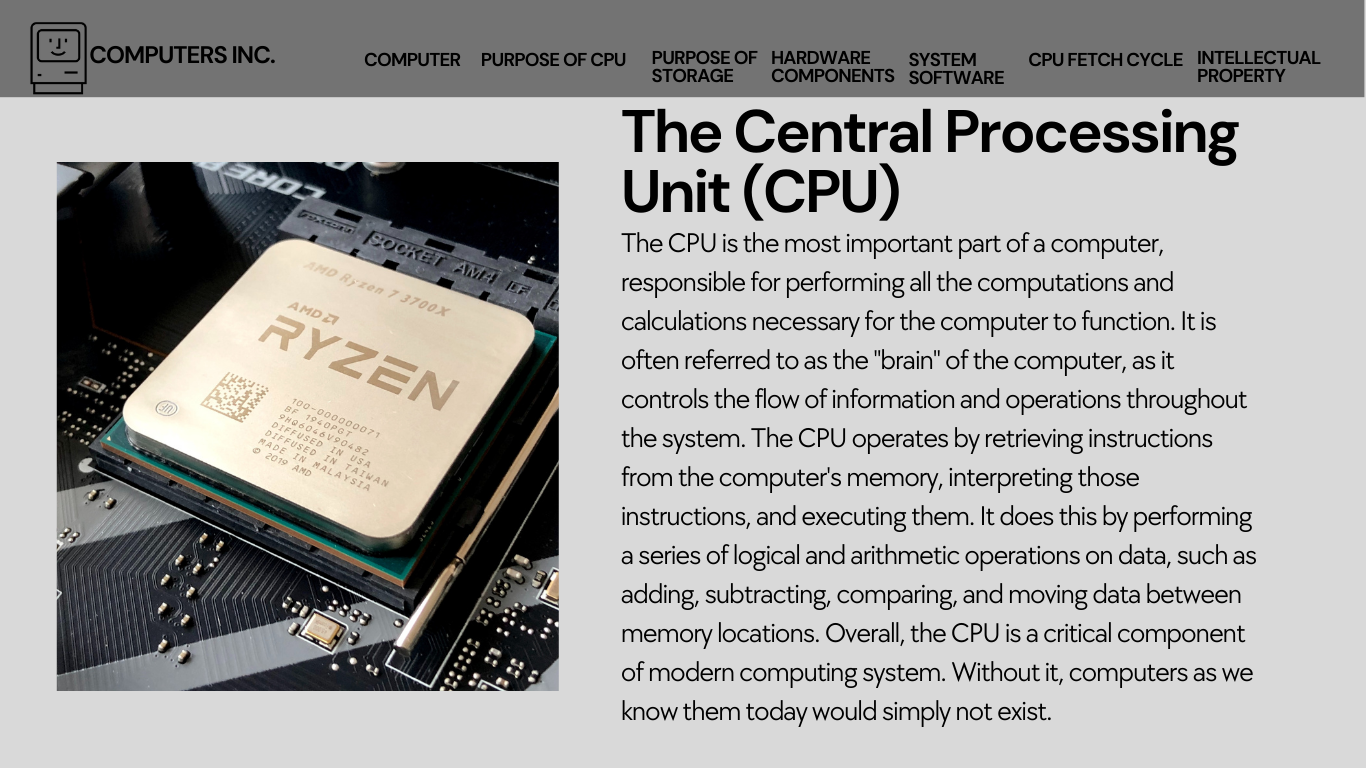 COMPUTERS INC.
COMPUTER
PURPOSE OF CPU
PURPOSE OF
STORAGE
HARDWARE
COMPONENTS
SYSTEM
SOFTWARE
CPU FETCH CYCLE
INTELLECTUAL
PROPERTY
The Central Processing
Unit (CPU)
The CPU is the most important part of a computer,
responsible for performing all the computations and
calculations necessary for the computer to function. It is
often referred to as the "brain" of the computer, as it
controls the flow of information and operations throughout
the system. The CPU operates by retrieving instructions
from the computer's memory, interpreting those
instructions, and executing them. It does this by performing
a series of logical and arithmetic operations on data, such as
adding, subtracting, comparing, and moving data between
memory locations. Overall, the CPU is a critical component
of modern computing system. Without it, computers as we
know them today would simply not exist.
FOXCONN
SOCKET AM4
AMD Ryzen 7 3700X
AMD
RYZEN
100-000000071
BF 1940PGT
9HQ6046V90482
DIFFUSED IN USA
DIFFUSED IN TAIWAN
MADE IN MALAYSIA
© 2019 AMD